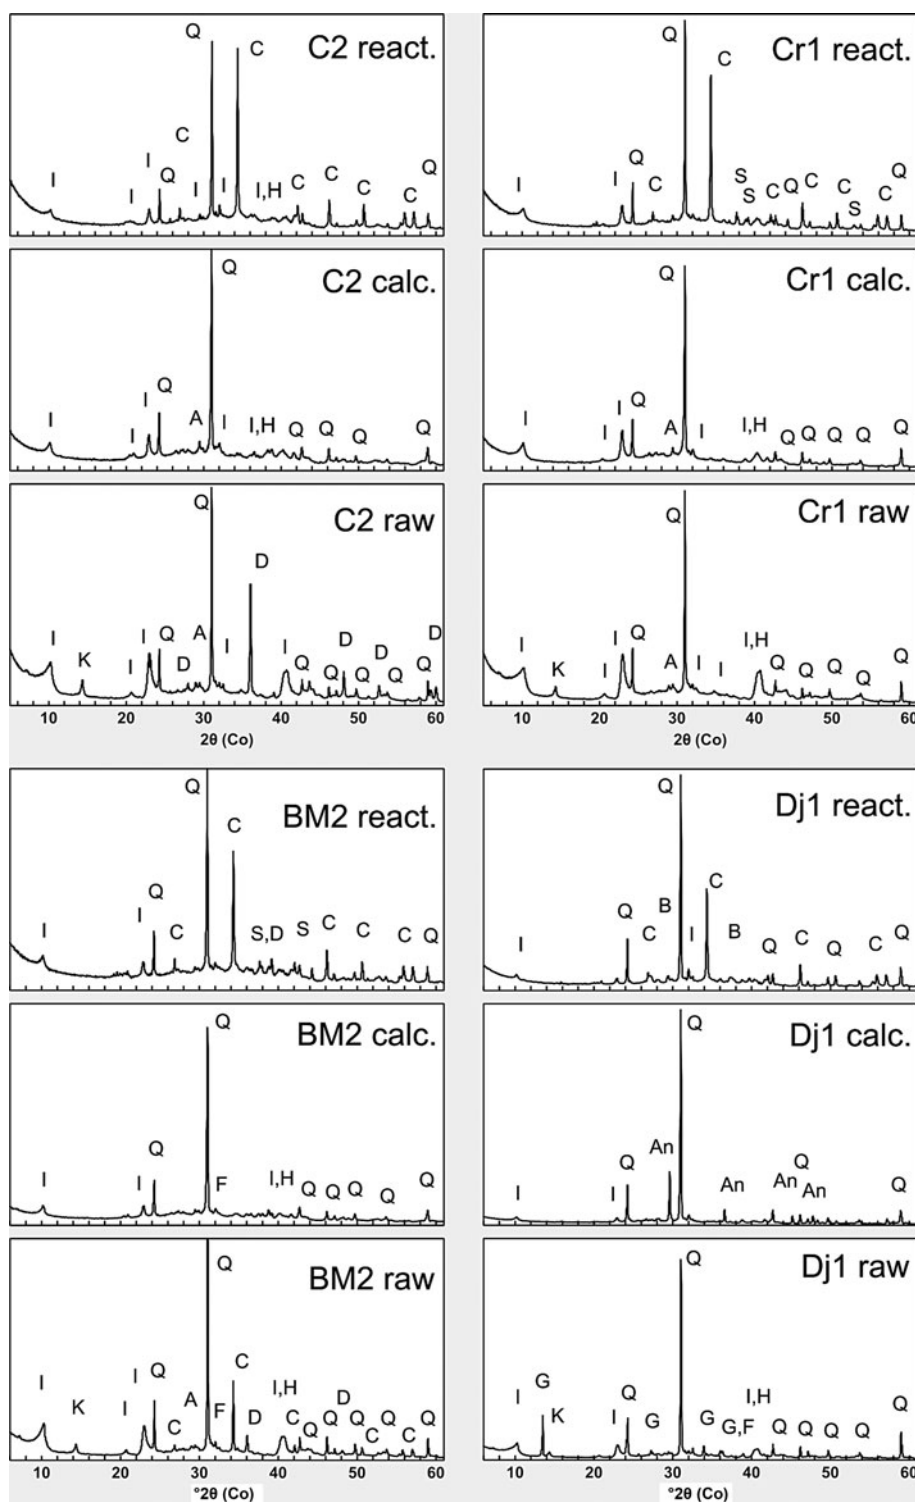 C2 react.
Q
C
C
I
I
Q
I
I
I
I,H
C
C
C
C
Q
Cr1 react.
Q
C
I
I
Q
C
S
S
C
Q
C
C
S
C
Q
C2 calc.
Q
I
I
I
Q
A
I
I,H
Q
Q
Q
Q
Cr1 calc.
Q
I
I
I
Q
A
I
I,H
Q
Q
Q
Q
Q
C2 raw
Q
D
I
K
I
I
Q
D
A
I
I
Q
Q
D
Q
D
Q
Q
D
10 20 30 40 50 60
2θ (Co)
Cr1 raw
Q
I
K
I
I
Q
A
I
I
I,H
Q
Q
Q
Q
Q
10 20 30 40 50 60
2θ (Co)
BM2 react.
Q
C
I
I
Q
C
S,D
S
C
C
C
Q
Dj1 react.
Q
C
I
Q
C
B
I
B
Q
C
Q
C
Q
BM2 calc.
Q
I
I
Q
F
I,H
Q
Q
Q
Q
Q
Dj1 calc.
Q
I
I
Q
An
An
An
Q
An
Q
BM2 raw
Q
C
I
K
I
I
Q
C
A
F
D
I,H
C
Q
Q
D
Q
C
Q
C
Q
10 20 30 40 50 60
°2θ (Co)
Dj1 raw
Q
I
G
K
I
Q
G
G
G,F
I,H
Q
Q
Q
Q
Q
10 20 30 40 50 60
°2θ (Co)